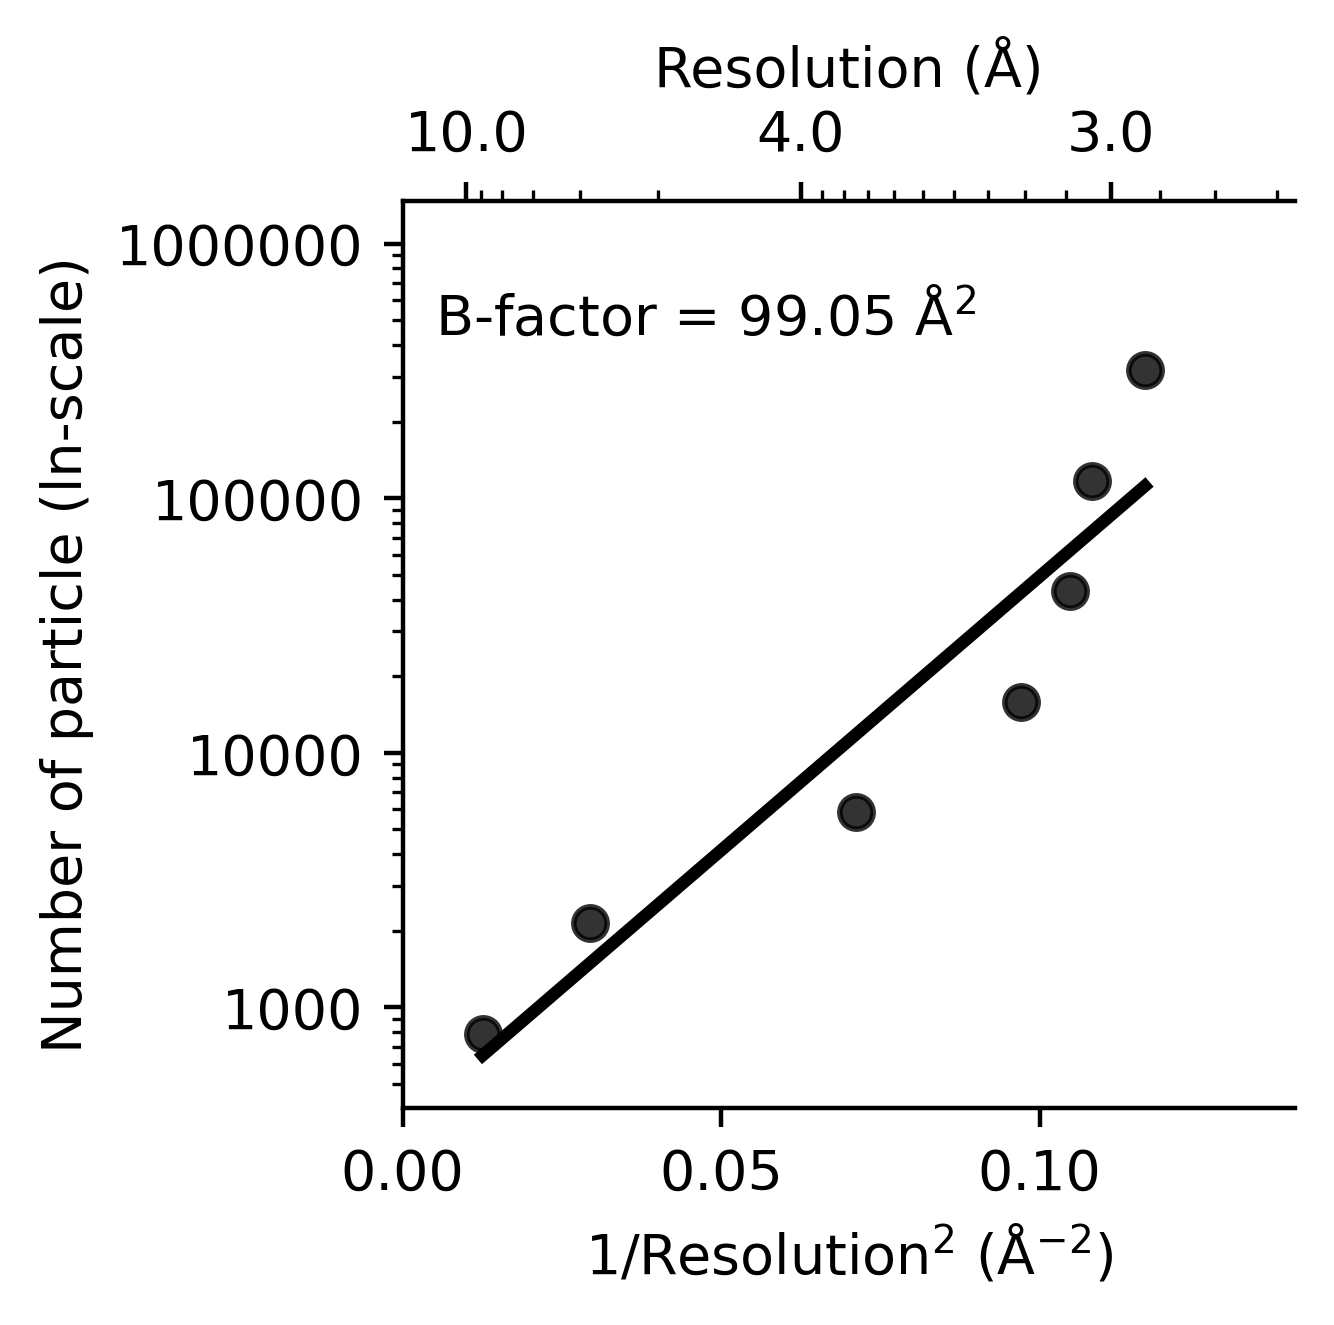 Resolution (Å)
10.0 4.0 3.0
1000000
B-factor = 99.05 Å²
100000
10000
1000
Number of particle (ln-scale)
0.00 0.05 0.10
1/Resolution² (Å⁻²)